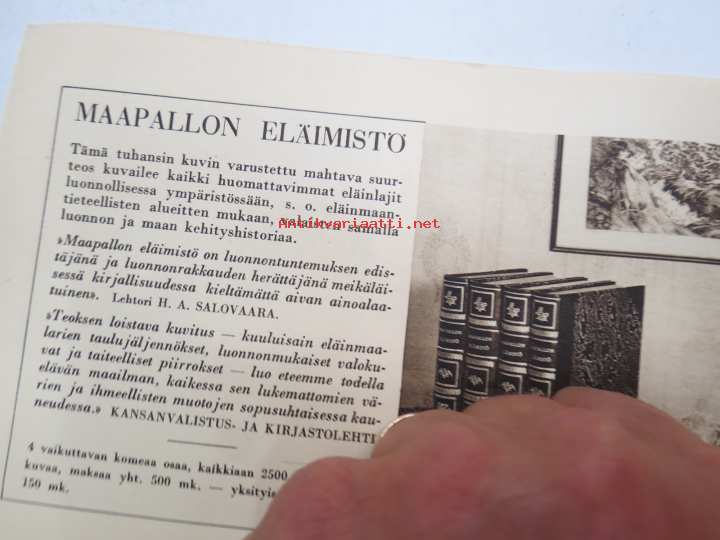 MAAPALLON ELÄIMISTÖ
Tämä tuhansin kuvin varustettu mahtava suur-
teos kuvailee kaikki huomattavimmat eläinlajit
luonnollisessa ympäristössään, s. o. eläinmaan-
tieteellisten alueitten mukaan, valaisten samalla
luonnon ja maan kehityshistoriaa.
Antiikvariaatti.net
»Maapallon eläimistö on luonnontuntemuksen edis-
täjänä ja luonnonrakkauden herättäjänä meikäläi-
sessä kirjallisuudessa kieltämättä aivan ainoalaa-
tuinen». Lehtori H. A. SALOVAARA.
»Teoksen loistava kuvitus — kuuluisain eläinmaa-
larien taulujäljennökset, luonnonmukaiset valoku-
vat ja taiteelliset piirrokset — luo eteemme todella
elävän maailman, kaikessa sen lukemattomien vä-
rien ja ihmeellisten muotojen sopusuhtaisessa kau-
neudessa.» KANSANVALISTUS- JA KIRJASTOLEHTI
4 vaikuttavan komeaa osaa, kaikkiaan 2500
kuvaa, maksaa yht. 500 mk. — yksityis
150 mk.
MAAPALLON